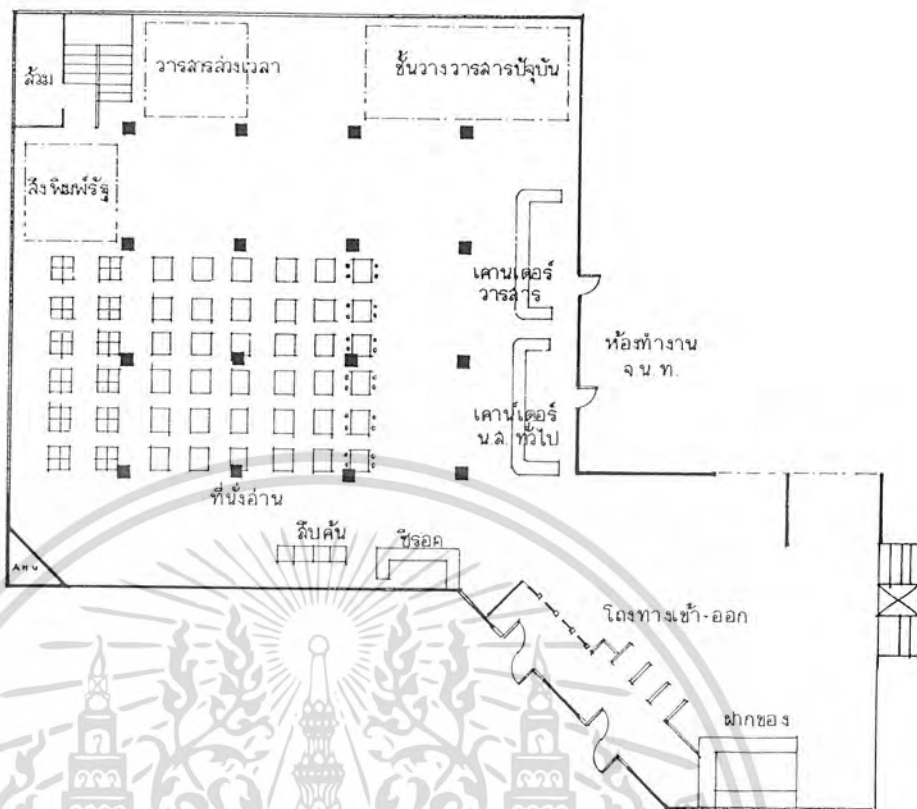 ส้วม
วารสารล่วงเวลา
ชั้นวางวารสารปัจุบัน
สิ่งพิมพ์รัฐ
เคานเตอร์
วารสาร
ห้องทำงาน
จ.น.ท.
เคาน์เตอร์
น.ส. ทั่วไป
ที่นั่งอ่าน
สืบค้น
ซีรอค
AHU
โถงทางเข้า-ออก
ฝากของ